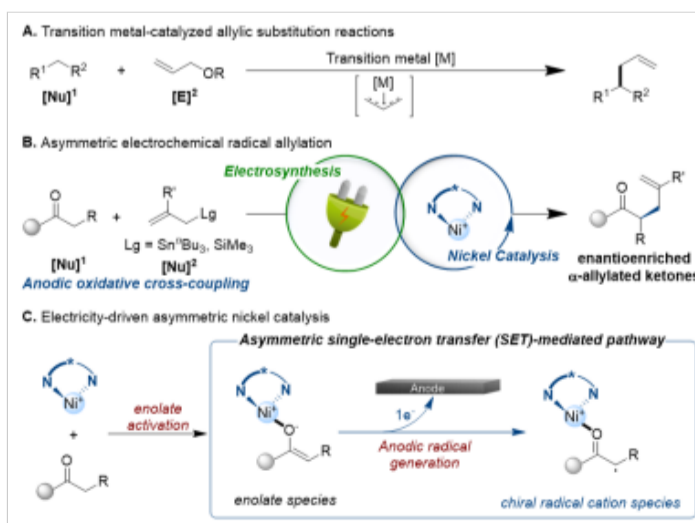 A. Transition metal-catalyzed allylic substitution reactions
R¹ R² + OR
Transition metal [M]
[M]
[Nu]¹ [E]²
R¹ R²
B. Asymmetric electrochemical radical allylation
Electrosynthesis
O R + R' Lg
N N Ni⁺ *
O R' R
Lg = SnⁿBu₃, SiMe₃
[Nu]¹ [Nu]²
Nickel Catalysis
enantioenriched
Anodic oxidative cross-coupling
α-allylated ketones
C. Electricity-driven asymmetric nickel catalysis
Asymmetric single-electron transfer (SET)-mediated pathway
N * N
Ni⁺
+
O R
enolate
activation
N * N
Ni⁺
O⁻
R
enolate species
Anode
1e⁻
Anodic radical
generation
N * N
Ni⁺
O
R
chiral radical cation species